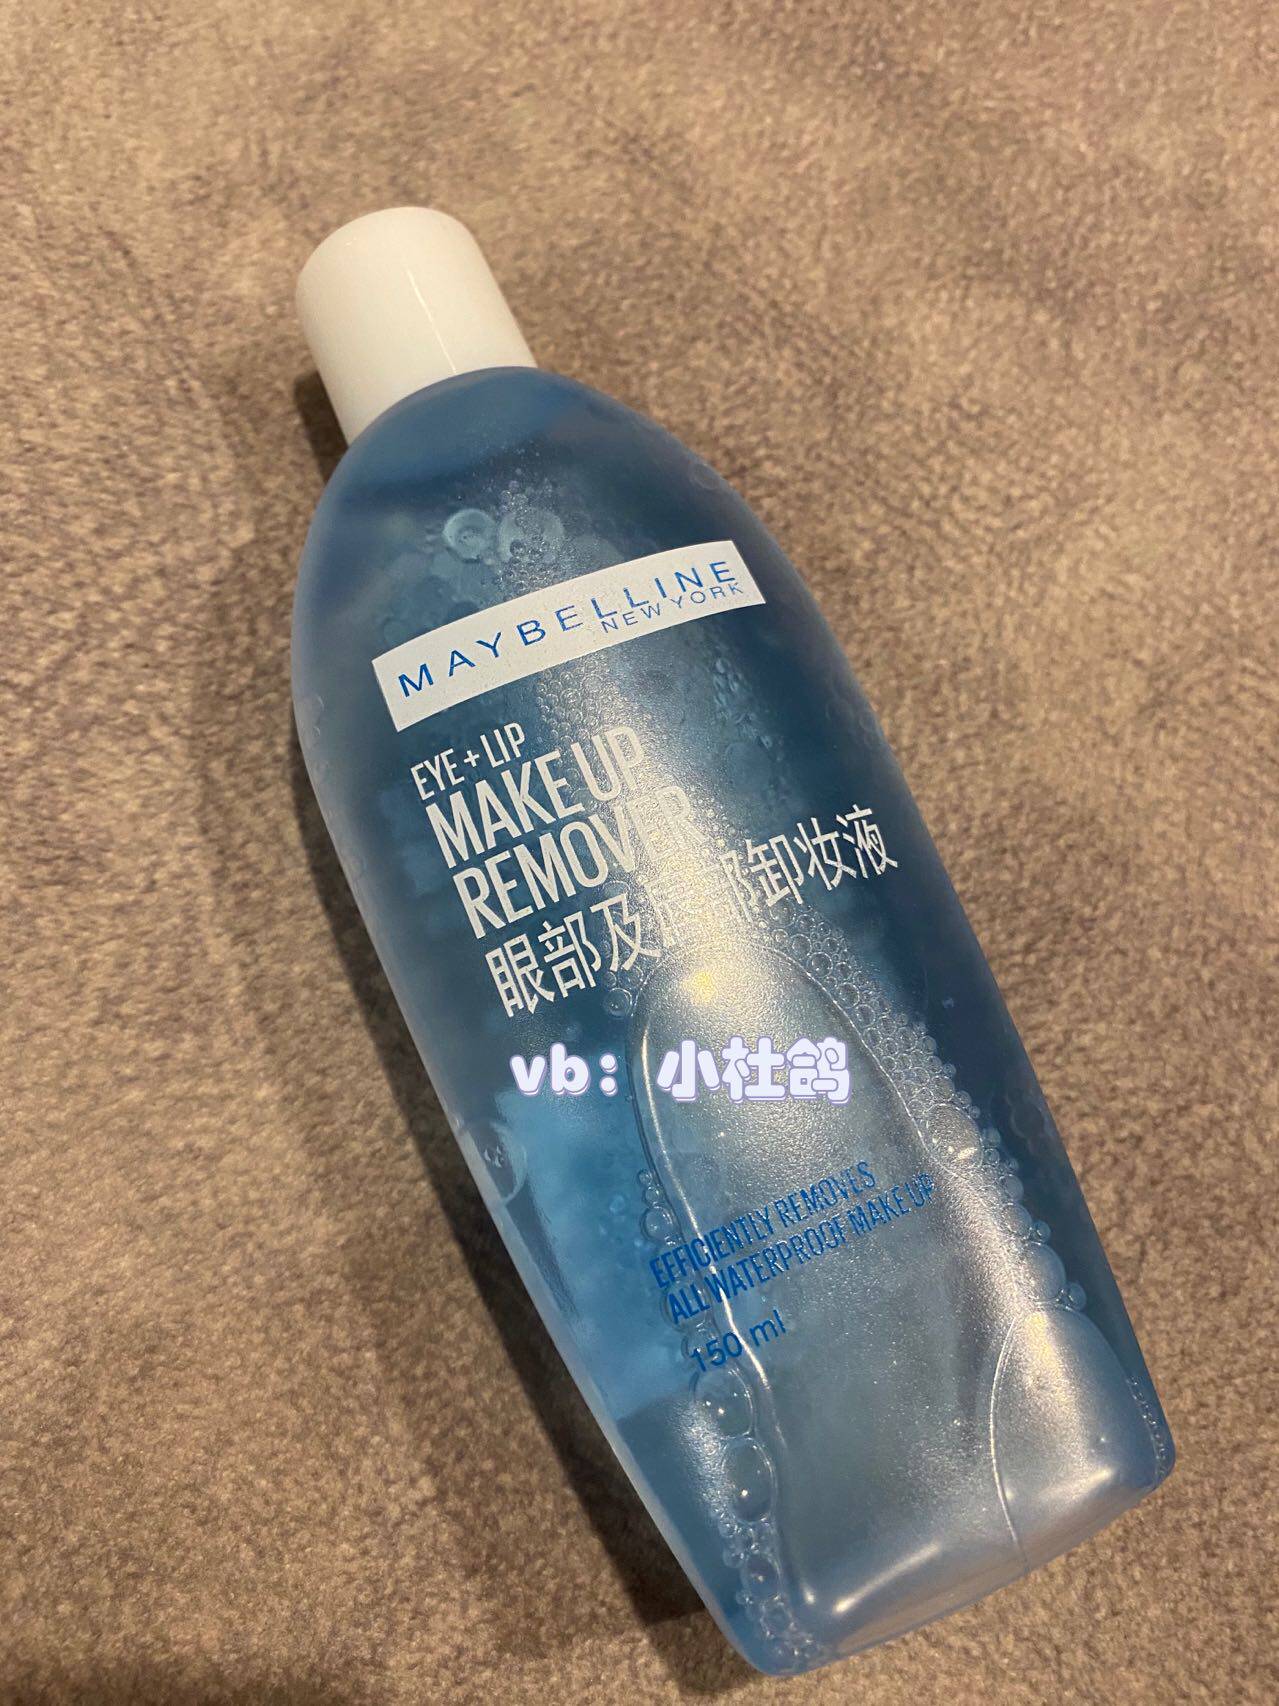 MAYBELLINE
NEW YORK
EYE + LIP
MAKE UP
REMOVER
眼部及唇部卸妆液
vb：小杜鸽
EFFICIENTLY REMOVES
ALL WATERPROOF MAKE UP
150 ml